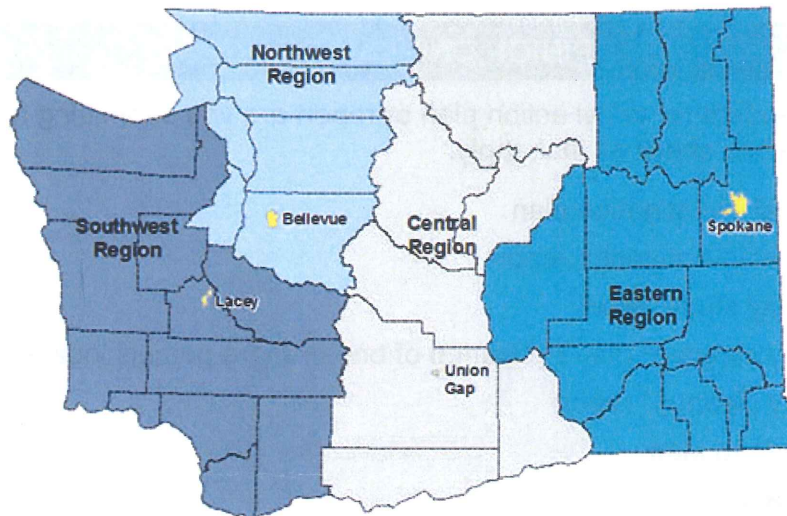 Northwest
Region
Bellevue
Southwest
Region
Lacey
Central
Region
Union
Gap
Spokane
Eastern
Region